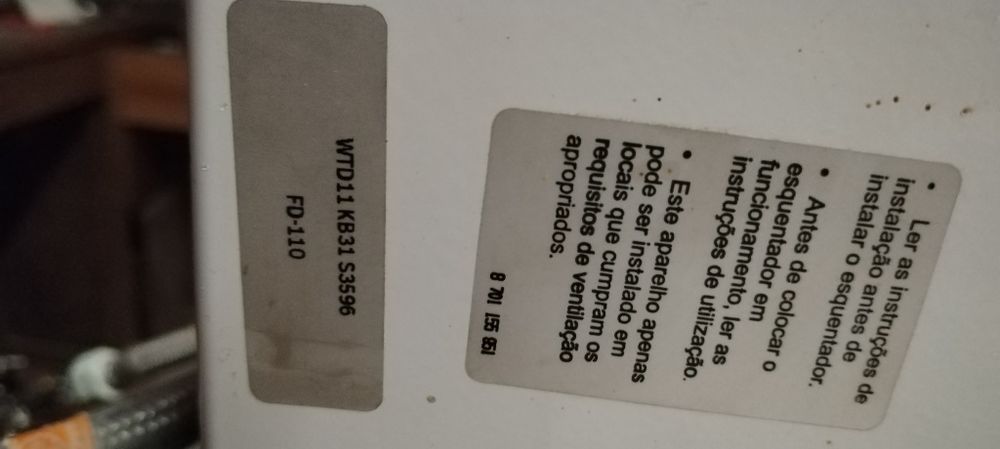 • Ler as instruções de
instalação antes de
instalar o esquentador.
• Antes de colocar o
esquentador em
funcionamento, ler as
instruções de utilização.
• Este aparelho apenas
pode ser instalado em
locais que cumpram os
requisitos de ventilação
apropriados.
8 701 155 851
WTD11 KB31 S3596
FD-110